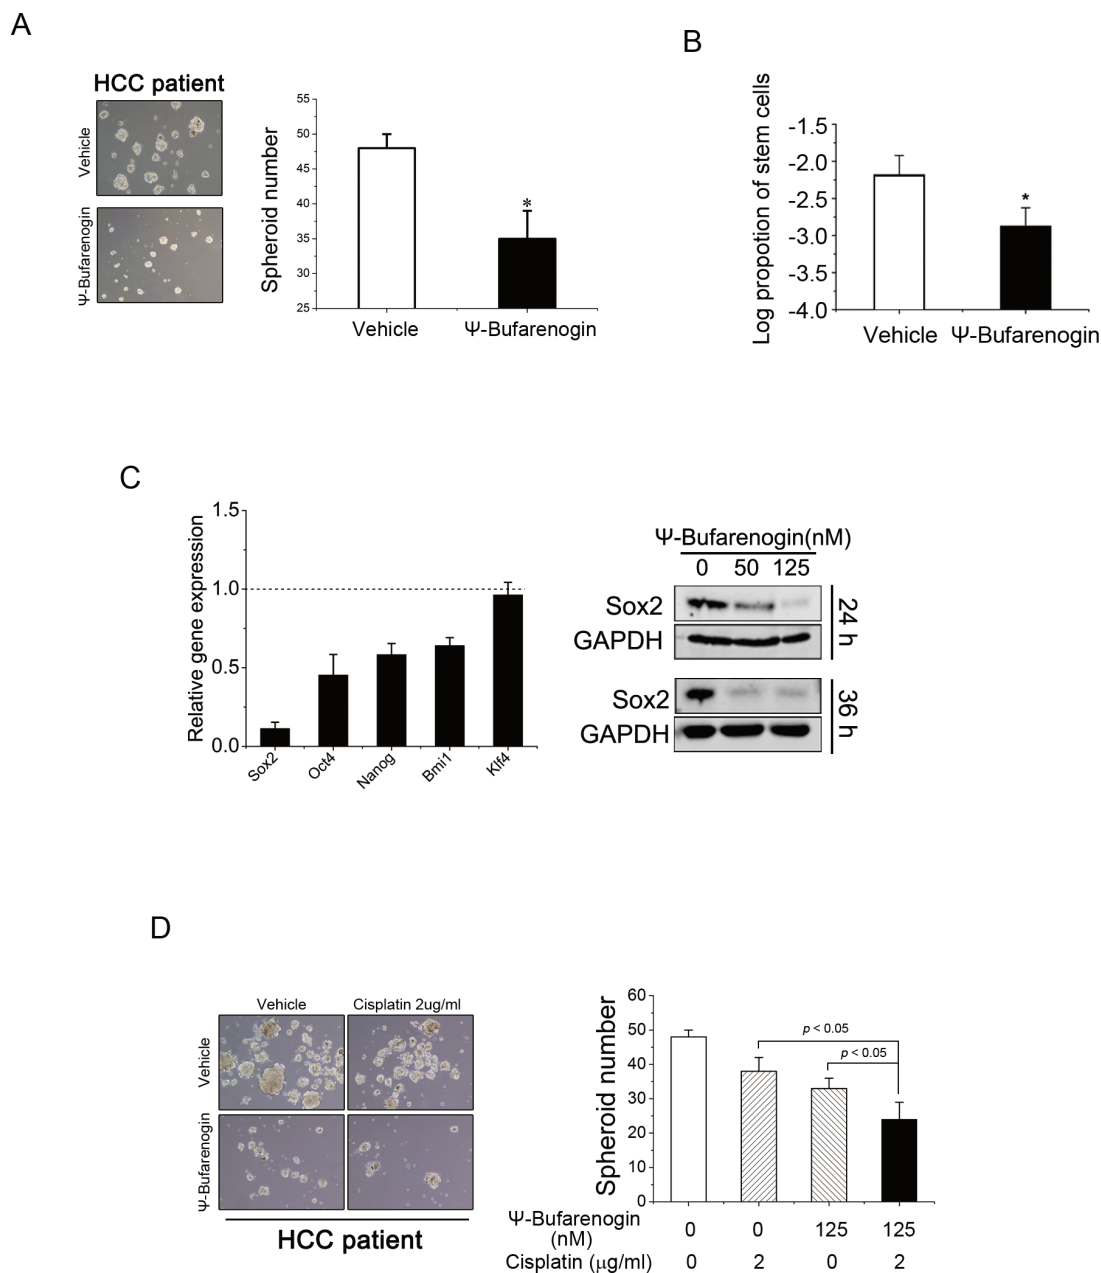 A
HCC patient
Vehicle
Ψ-Bufarenogin
Spheroid number
55
50
45
40
35
30
25
*
Vehicle
Ψ-Bufarenogin
B
Log propotion of stem cells
-1.5
-2.0
-2.5
-3.0
-3.5
-4.0
*
Vehicle
Ψ-Bufarenogin
C
Relative gene expression
1.5
1.0
0.5
0.0
Sox2
Oct4
Nanog
Bmi1
Klf4
Ψ-Bufarenogin(nM)
0 50 125
Sox2
GAPDH
24 h
Sox2
GAPDH
36 h
D
Vehicle
Cisplatin 2ug/ml
Vehicle
Ψ-Bufarenogin
HCC patient
Spheroid number
60
50
40
30
20
10
0
p < 0.05
p < 0.05
Ψ-Bufarenogin
(nM)
0 0 125 125
Cisplatin (μg/ml) 0 2 0 2